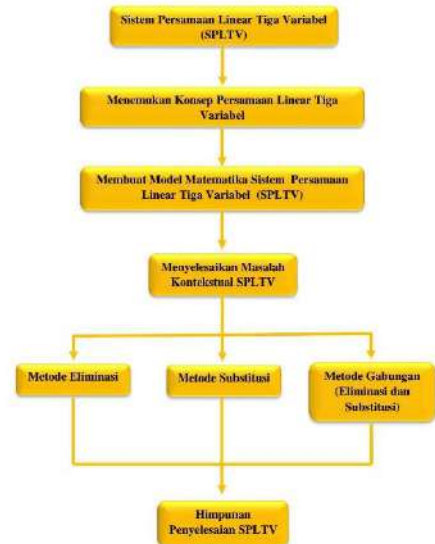 Sistem Persamaan Linear Tiga Variabel
(SPLTV)
Menemukan Konsep Persamaan Linear Tiga
Variabel
Membuat Model Matematika Sistem Persamaan
Linear Tiga Variabel (SPLTV)
Menyelesaikan Masalah
Kontekstual SPLTV
Metode Eliminasi
Metode Substitusi
Metode Gabungan
(Eliminasi dan
Substitusi)
Himpunan
Penyelesaian SPLTV